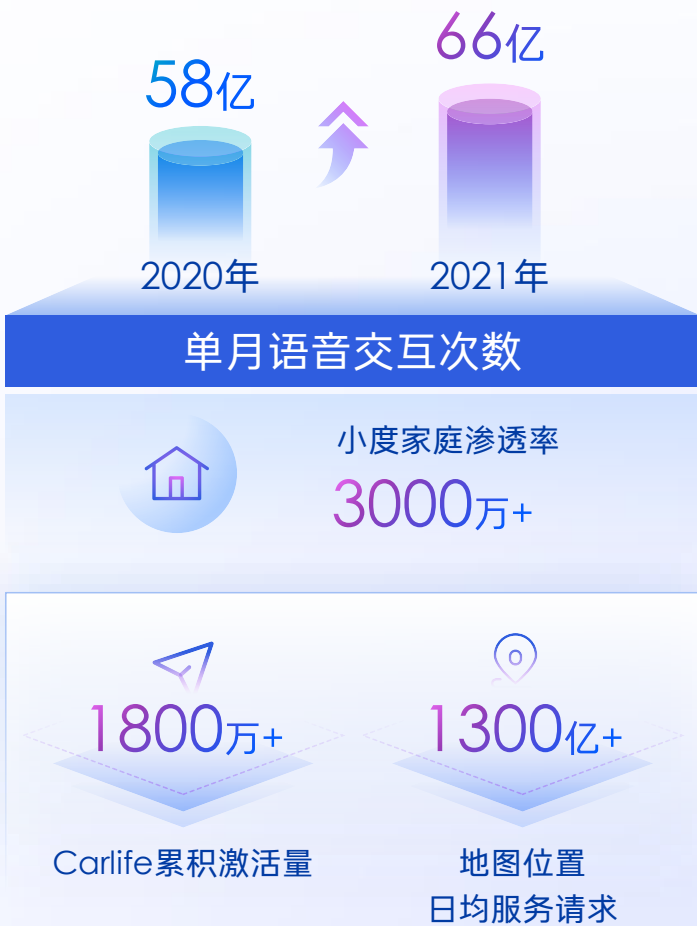 58亿
66亿
2020年
2021年
单月语音交互次数
小度家庭渗透率
3000万+
1800万+
1300亿+
Carlife累积激活量
地图位置
日均服务请求